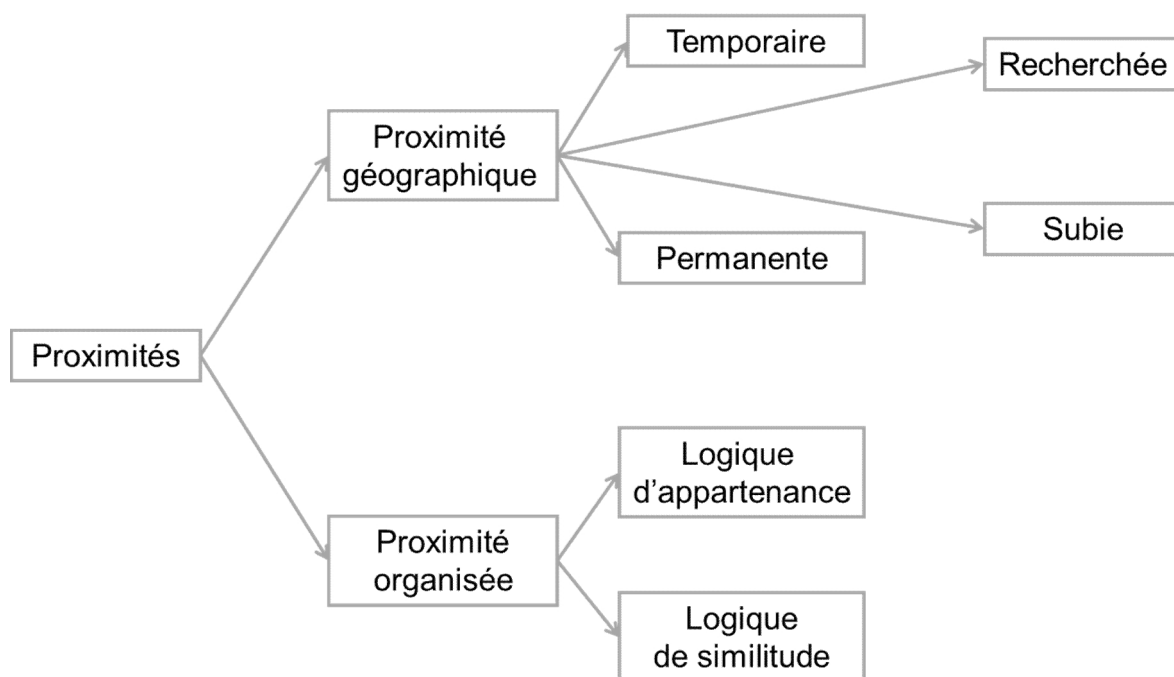 Temporaire
Recherchée
Proximité
géographique
Subie
Permanente
Proximités
Logique
d’appartenance
Proximité
organisée
Logique
de similitude